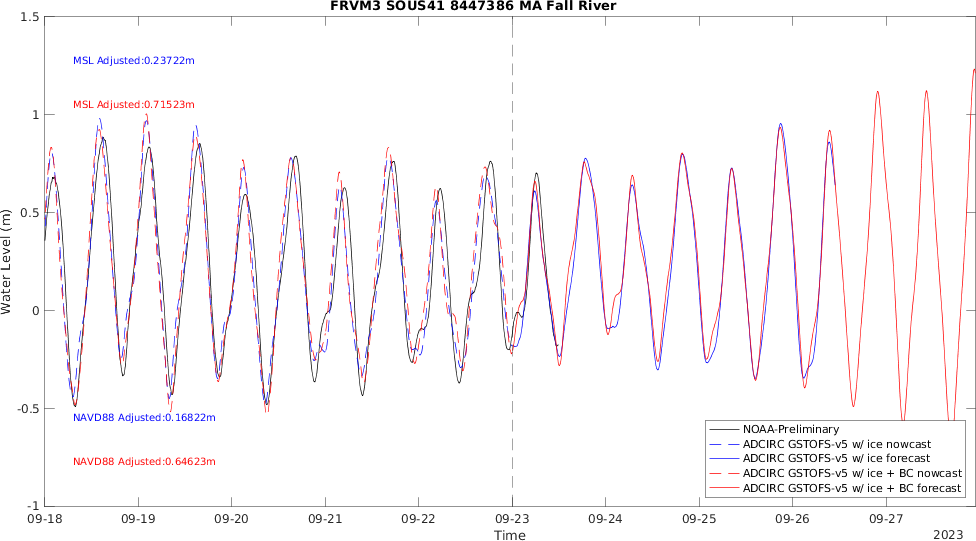 FRVM3 SOUS41 8447386 MA Fall River
1.5
1
0.5
0
-0.5
-1
Water Level (m)
MSL Adjusted:0.23722m
MSL Adjusted:0.71523m
NAVD88 Adjusted:0.16822m
NAVD88 Adjusted:0.64623m
NOAA-Preliminary
ADCIRC GSTOFS-v5 w/ ice nowcast
ADCIRC GSTOFS-v5 w/ ice forecast
ADCIRC GSTOFS-v5 w/ ice + BC nowcast
ADCIRC GSTOFS-v5 w/ ice + BC forecast
09-18 09-19 09-20 09-21 09-22 09-23 09-24 09-25 09-26 09-27
Time
2023